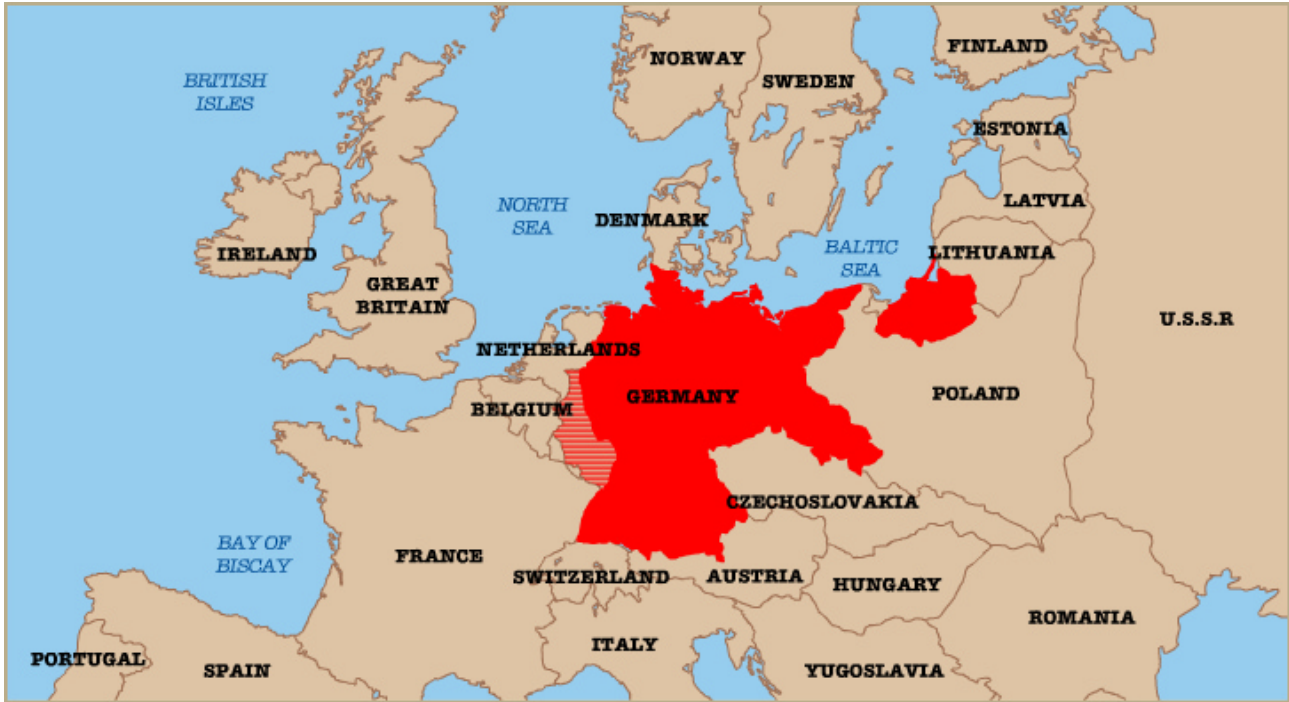 NORWAY
FINLAND
SWEDEN
BRITISH
ISLES
ESTONIA
LATVIA
NORTH
SEA
DENMARK
IRELAND
BALTIC
SEA
LITHUANIA
GREAT
BRITAIN
U.S.S.R
NETHERLANDS
BELGIUM
GERMANY
POLAND
CZECHOSLOVAKIA
BAY OF
BISCAY
FRANCE
SWITZERLAND
AUSTRIA
HUNGARY
ROMANIA
ITALY
PORTUGAL
SPAIN
YUGOSLAVIA